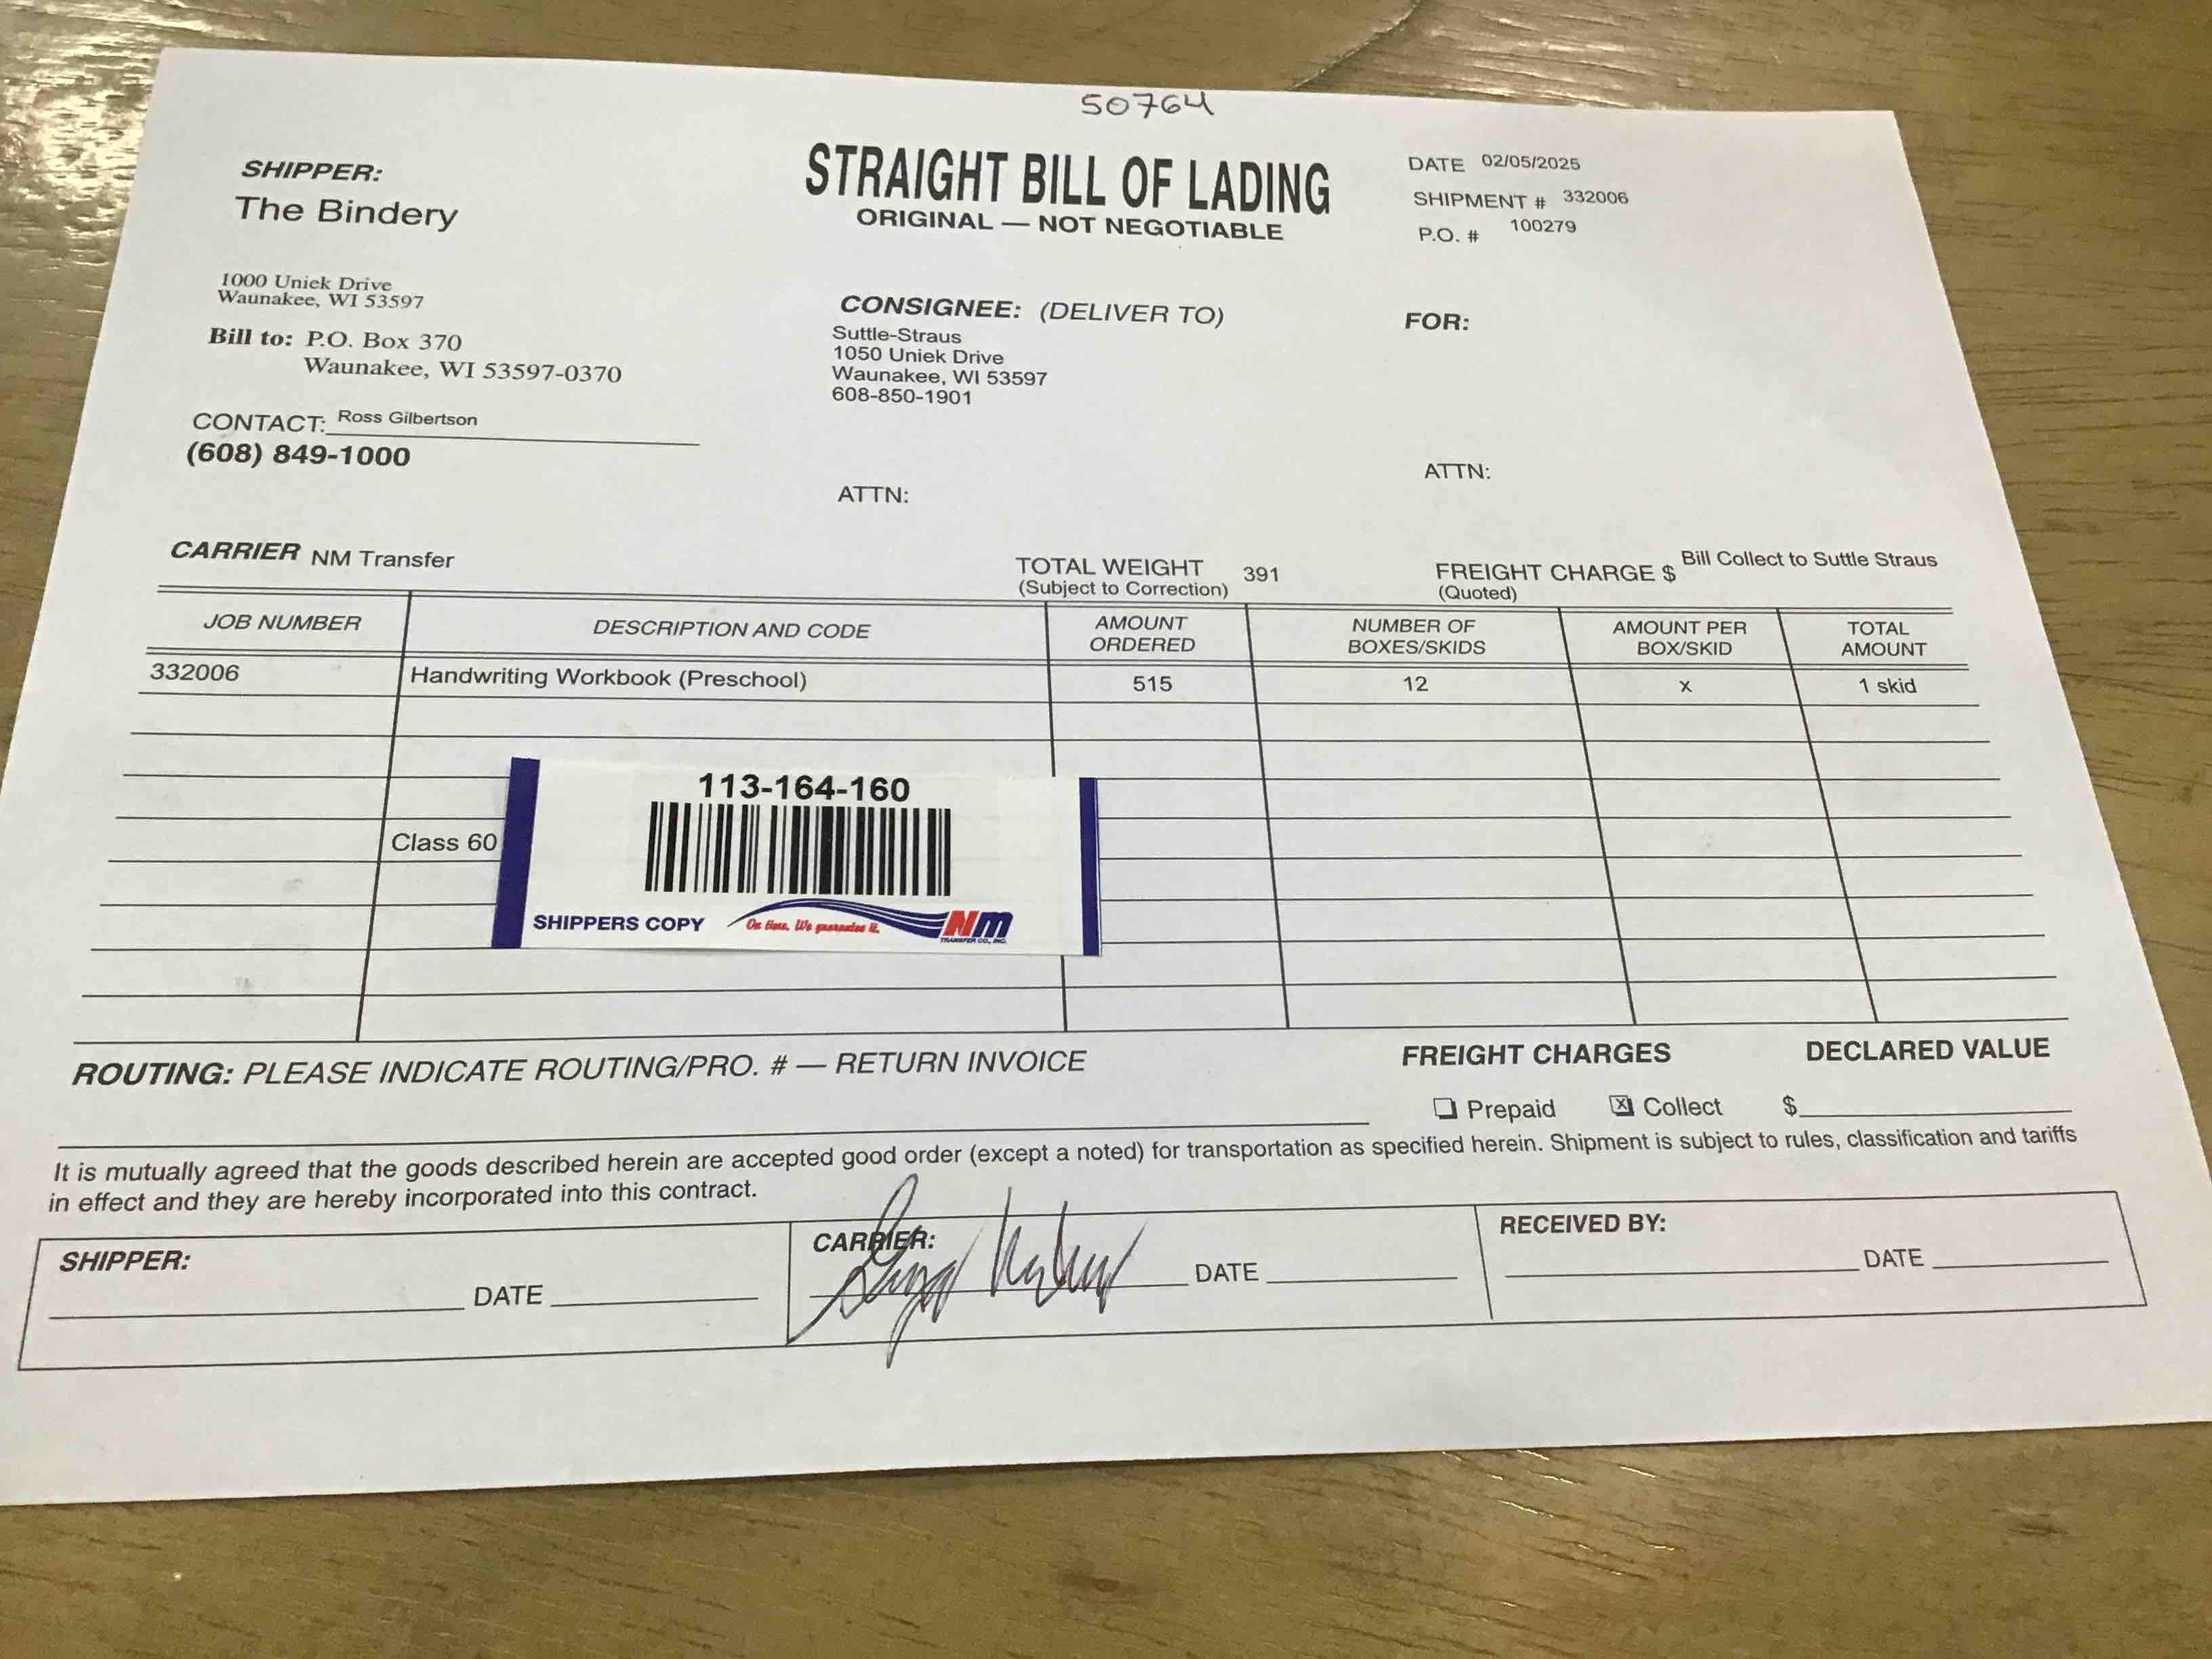 50764
STRAIGHT BILL OF LADING
ORIGINAL — NOT NEGOTIABLE
DATE 02/05/2025
SHIPMENT # 332006
P.O. # 100279
SHIPPER:
The Bindery
1000 Uniek Drive
Waunakee, WI 53597
Bill to: P.O. Box 370
Waunakee, WI 53597-0370
CONTACT: Ross Gilbertson
(608) 849-1000
CONSIGNEE: (DELIVER TO)
Suttle-Straus
1050 Uniek Drive
Waunakee, WI 53597
608-850-1901
ATTN:
FOR:
ATTN:
CARRIER NM Transfer
TOTAL WEIGHT 391
(Subject to Correction)
FREIGHT CHARGE $ Bill Collect to Suttle Straus
(Quoted)
JOB NUMBER DESCRIPTION AND CODE AMOUNT ORDERED NUMBER OF BOXES/SKIDS AMOUNT PER BOX/SKID TOTAL AMOUNT
332006 Handwriting Workbook (Preschool) 515 12 x 1 skid
113-164-160
Class 60
SHIPPERS COPY On time. We guarantee it. NM
TRANSFER CO., INC.
ROUTING: PLEASE INDICATE ROUTING/PRO. # — RETURN INVOICE
FREIGHT CHARGES DECLARED VALUE
Prepaid X Collect $
It is mutually agreed that the goods described herein are accepted good order (except a noted) for transportation as specified herein. Shipment is subject to rules, classification and tariffs
in effect and they are hereby incorporated into this contract.
SHIPPER: DATE
CARRIER: DATE
RECEIVED BY: DATE